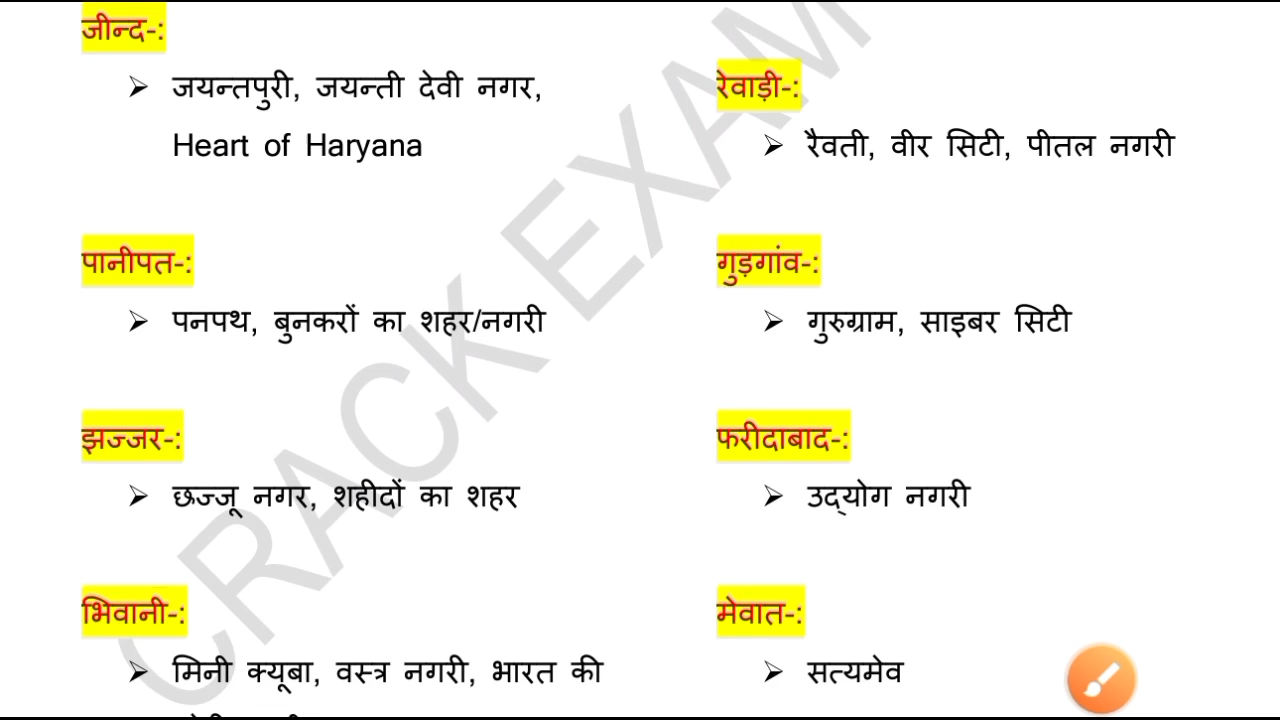 जीन्द-:
➢ जयन्तपुरी, जयन्ती देवी नगर,
Heart of Haryana
पानीपत-:
➢ पनपथ, बुनकरों का शहर/नगरी
झज्जर-:
➢ छज्जू नगर, शहीदों का शहर
भिवानी-:
➢ मिनी क्यूबा, वस्त्र नगरी, भारत की
रेवाड़ी-:
➢ रैवती, वीर सिटी, पीतल नगरी
गुड़गांव-:
➢ गुरुग्राम, साइबर सिटी
फरीदाबाद-:
➢ उद्‌योग नगरी
मेवात-:
➢ सत्यमेव
CRACK EXAM